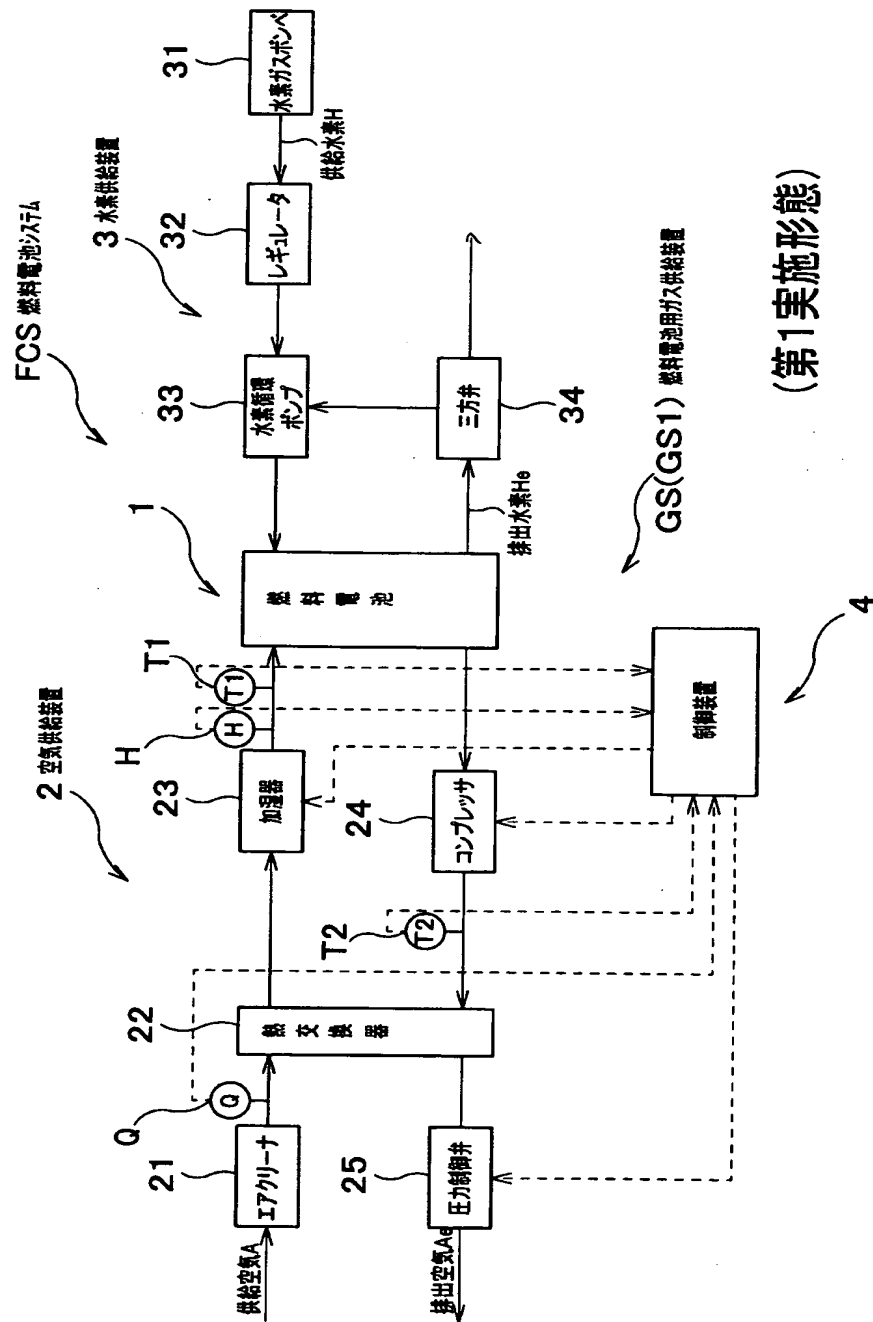 FCS 燃料電池システム
2 空気供給装置
3 水素供給装置
1
T1
H
Q
21
エアクリーナ
供給空気A
Q
22
熱交換器
23
加湿器
H
T1
燃料電池
33
水素循環
ポンプ
32
レギュレータ
供給水素H
31
水素ガスボンベ
排出空気Ae
25
圧力制御弁
T2
T2
24
コンプレッサ
排出水素He
三方弁
34
制御装置
4
GS(GS1) 燃料電池用ガス供給装置
(第1実施形態)